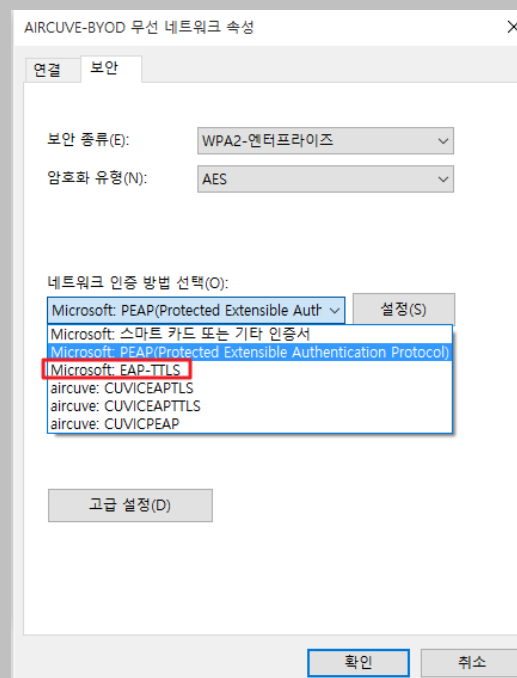 AIRCUVE-BYOD 무선 네트워크 속성
연결 보안
보안 종류(E): WPA2-엔터프라이즈
암호화 유형(N): AES
네트워크 인증 방법 선택(O):
Microsoft: PEAP(Protected Extensible Auth 설정(S)
Microsoft: 스마트 카드 또는 기타 인증서
Microsoft: PEAP(Protected Extensible Authentication Protocol)
Microsoft: EAP-TTLS
aircuve: CUVICEAPTLS
aircuve: CUVICEAPTTLS
aircuve: CUVICPEAP
고급 설정(D)
확인 취소